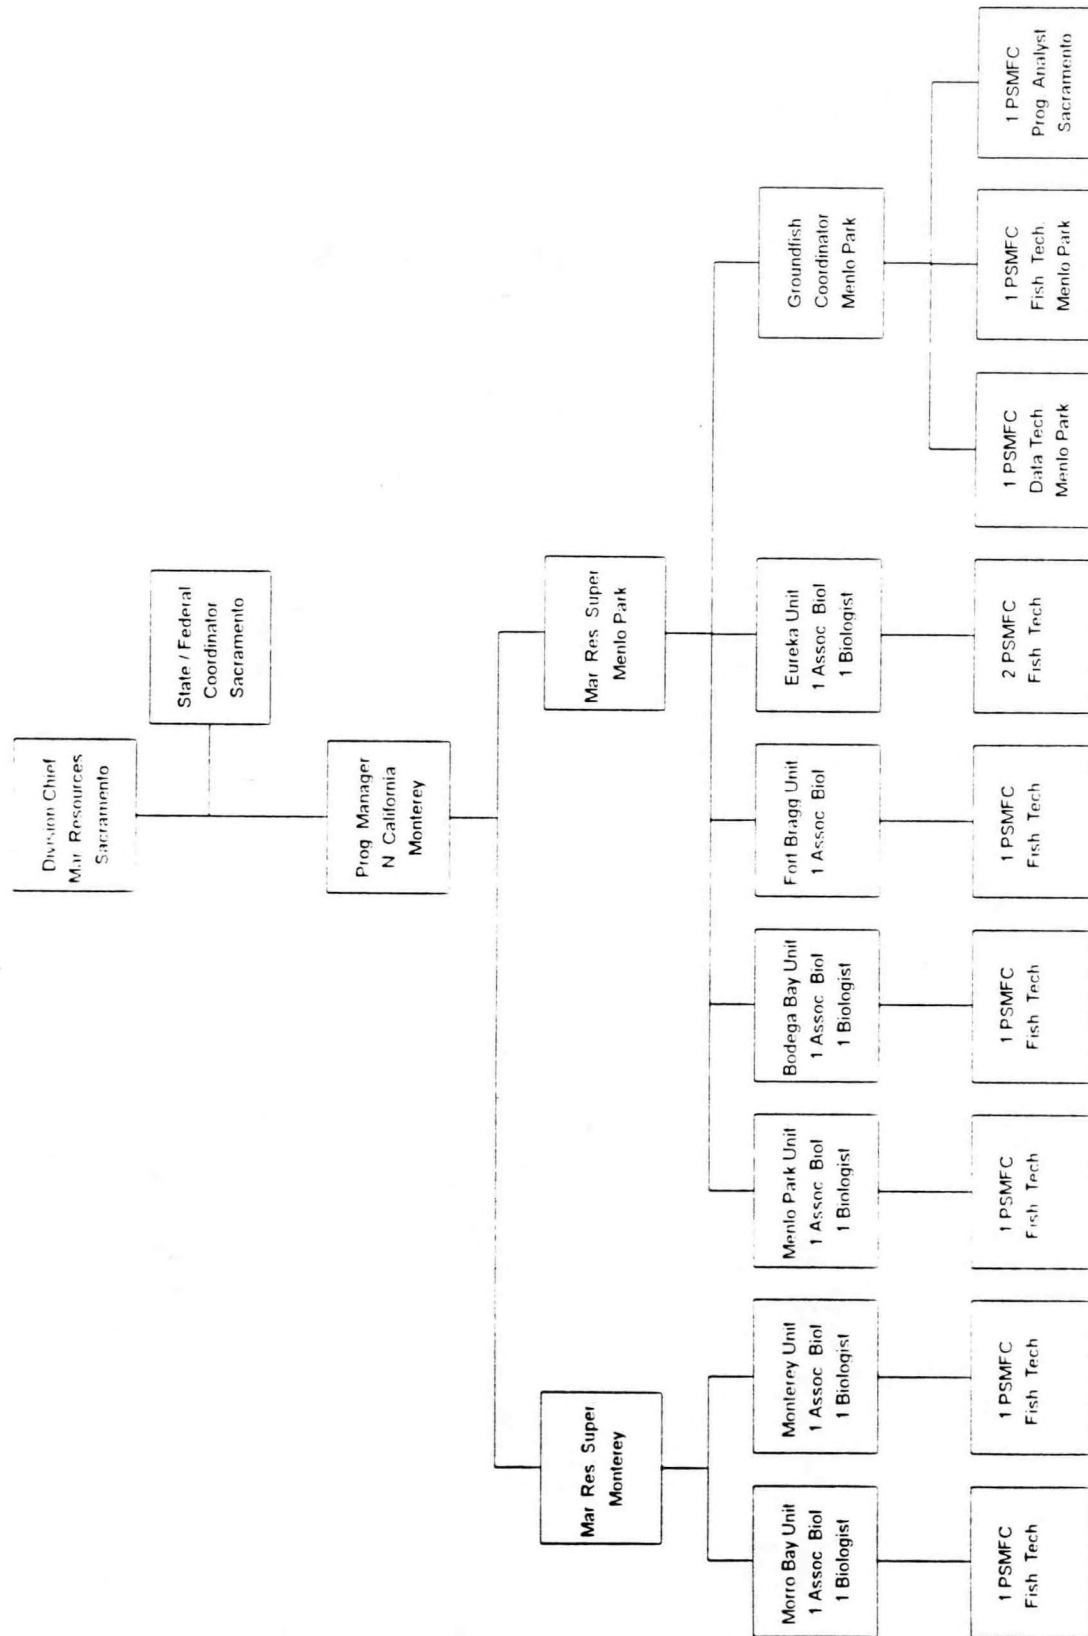 Division Chief
Mar Resources
Sacramento
State / Federal
Coordinator
Sacramento
Prog Manager
N California
Monterey
Mar Res Super
Monterey
Mar Res Super
Menlo Park
Morro Bay Unit
1 Assoc Biol
1 Biologist
Monterey Unit
1 Assoc Biol
1 Biologist
Menlo Park Unit
1 Assoc Biol
1 Biologist
Bodega Bay Unit
1 Assoc Biol
1 Biologist
Fort Bragg Unit
1 Assoc Biol
Eureka Unit
1 Assoc Biol
1 Biologist
Groundfish
Coordinator
Menlo Park
1 PSMFC
Fish Tech
1 PSMFC
Fish Tech
1 PSMFC
Fish Tech
1 PSMFC
Fish Tech
1 PSMFC
Fish Tech
2 PSMFC
Fish Tech
1 PSMFC
Data Tech.
Menlo Park
1 PSMFC
Fish Tech.
Menlo Park
1 PSMFC
Prog Analyst
Sacramento